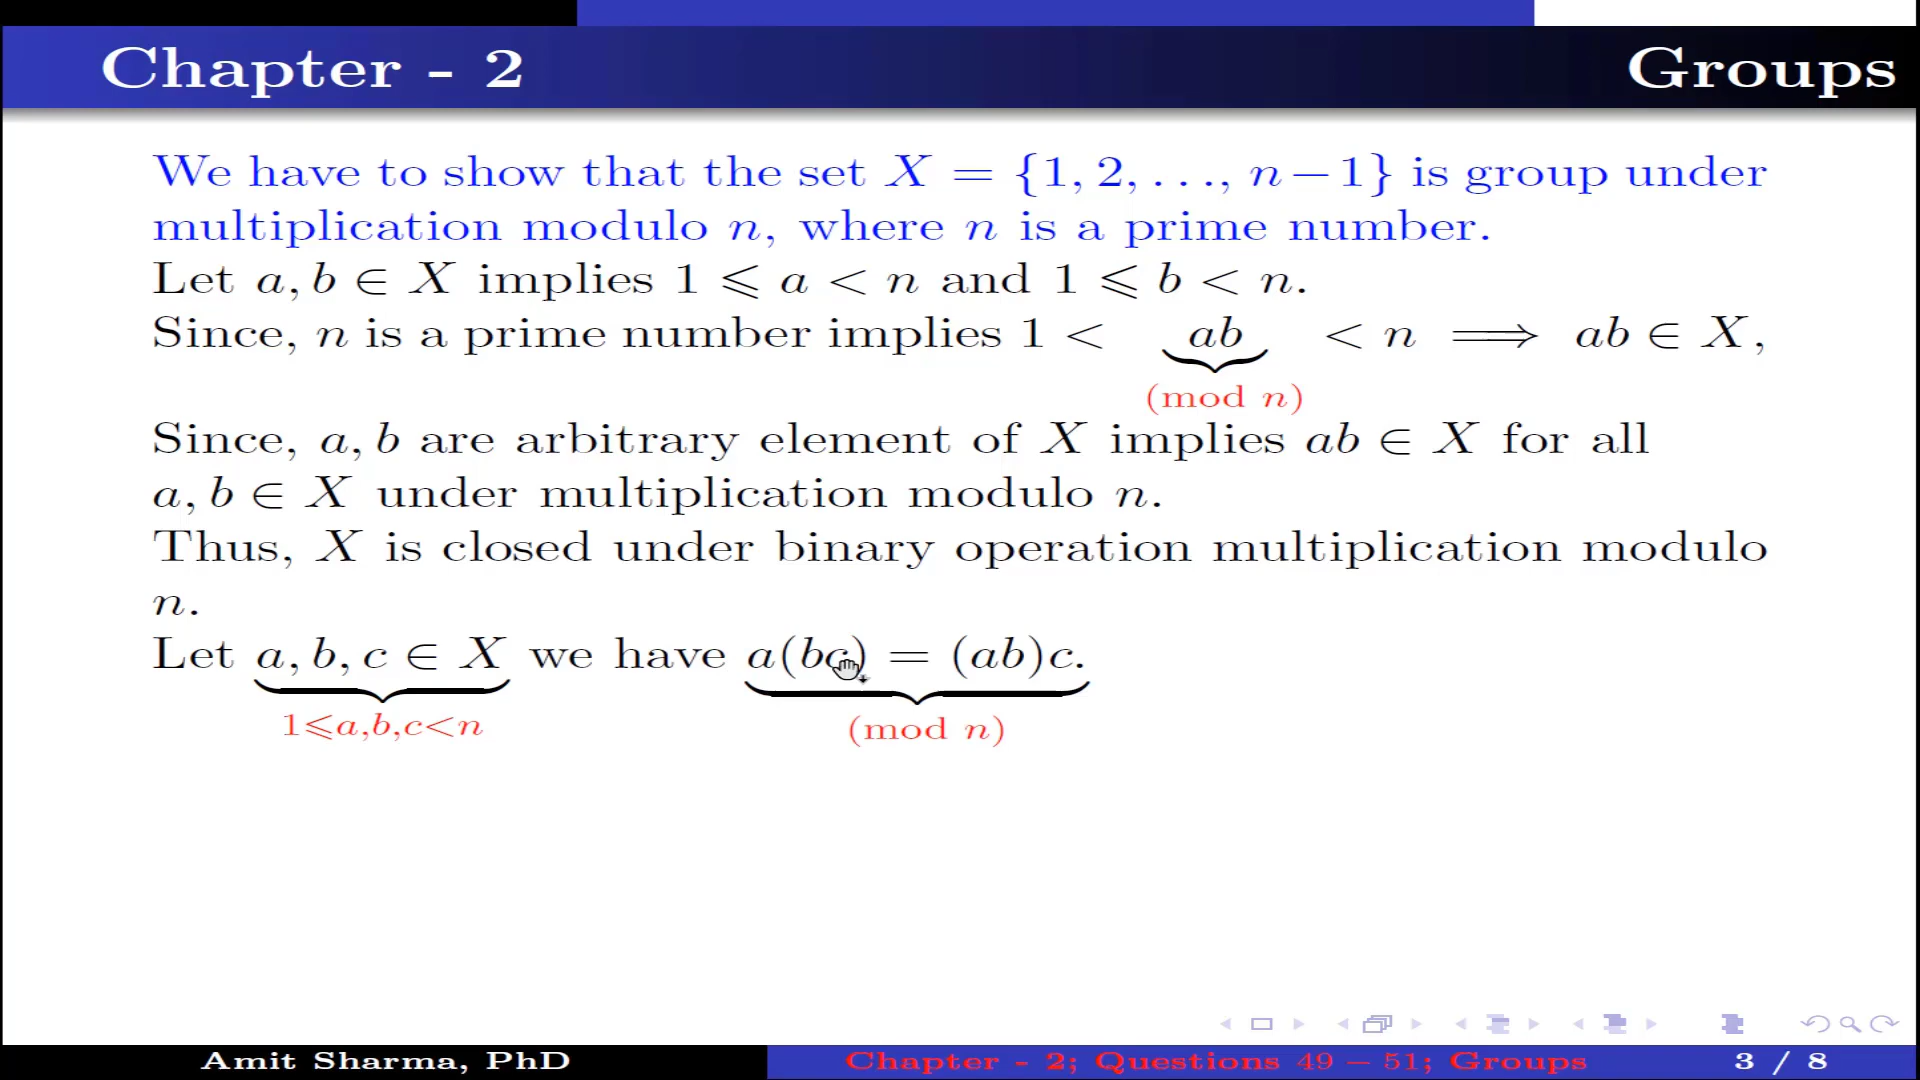 Chapter - 2 Groups
We have to show that the set X = {1, 2, . . ., n − 1} is group under
multiplication modulo n, where n is a prime number.
Let a, b ∈ X implies 1 ⩽ a < n and 1 ⩽ b < n.
Since, n is a prime number implies 1 < ab < n ⟹ ab ∈ X,
(mod n)
Since, a, b are arbitrary element of X implies ab ∈ X for all
a, b ∈ X under multiplication modulo n.
Thus, X is closed under binary operation multiplication modulo
n.
Let a, b, c ∈ X we have a(bc) = (ab)c.
1⩽a,b,c<n (mod n)
Amit Sharma, PhD Chapter - 2; Questions 49 − 51; Groups 3 / 8